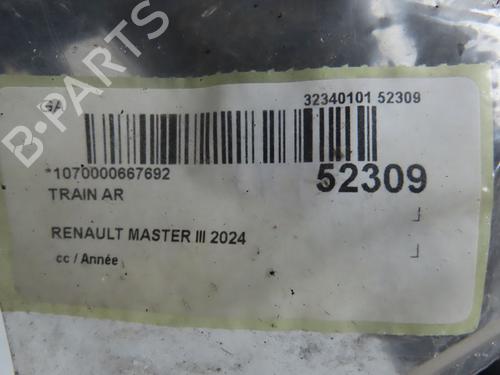 GA 32340101 52309
*1070000667692 52309
TRAIN AR
RENAULT MASTER III 2024
cc / Année
B-PARTS